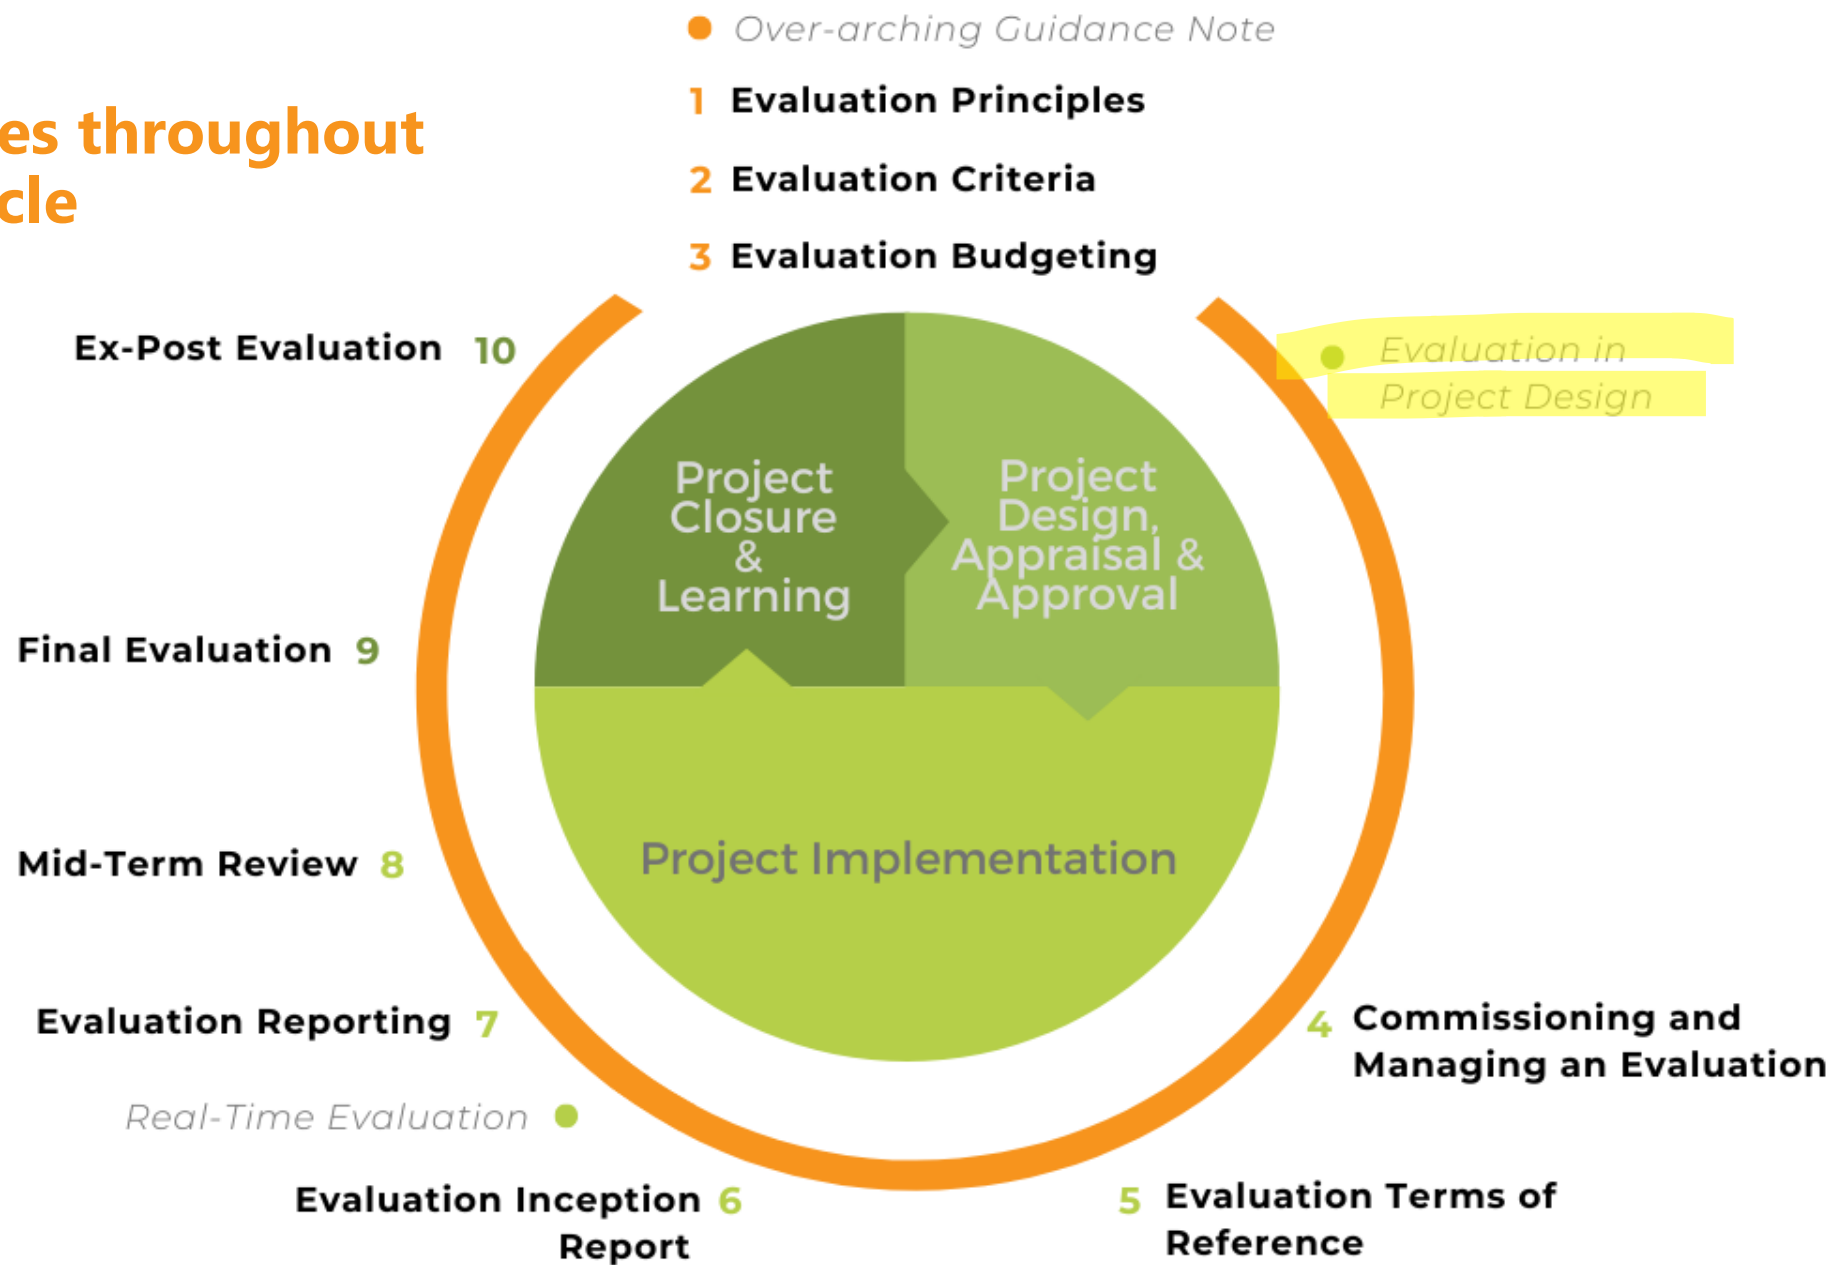 Over-arching Guidance Note
1 Evaluation Principles
2 Evaluation Criteria
3 Evaluation Budgeting
es throughout
cle
Evaluation in
Project Design
4 Commissioning and
Managing an Evaluation
5 Evaluation Terms of
Reference
Evaluation Inception 6
Report
Real-Time Evaluation
Evaluation Reporting 7
Mid-Term Review 8
Final Evaluation 9
Ex-Post Evaluation 10
Project
Closure
&
Learning
Project
Design,
Appraisal &
Approval
Project Implementation